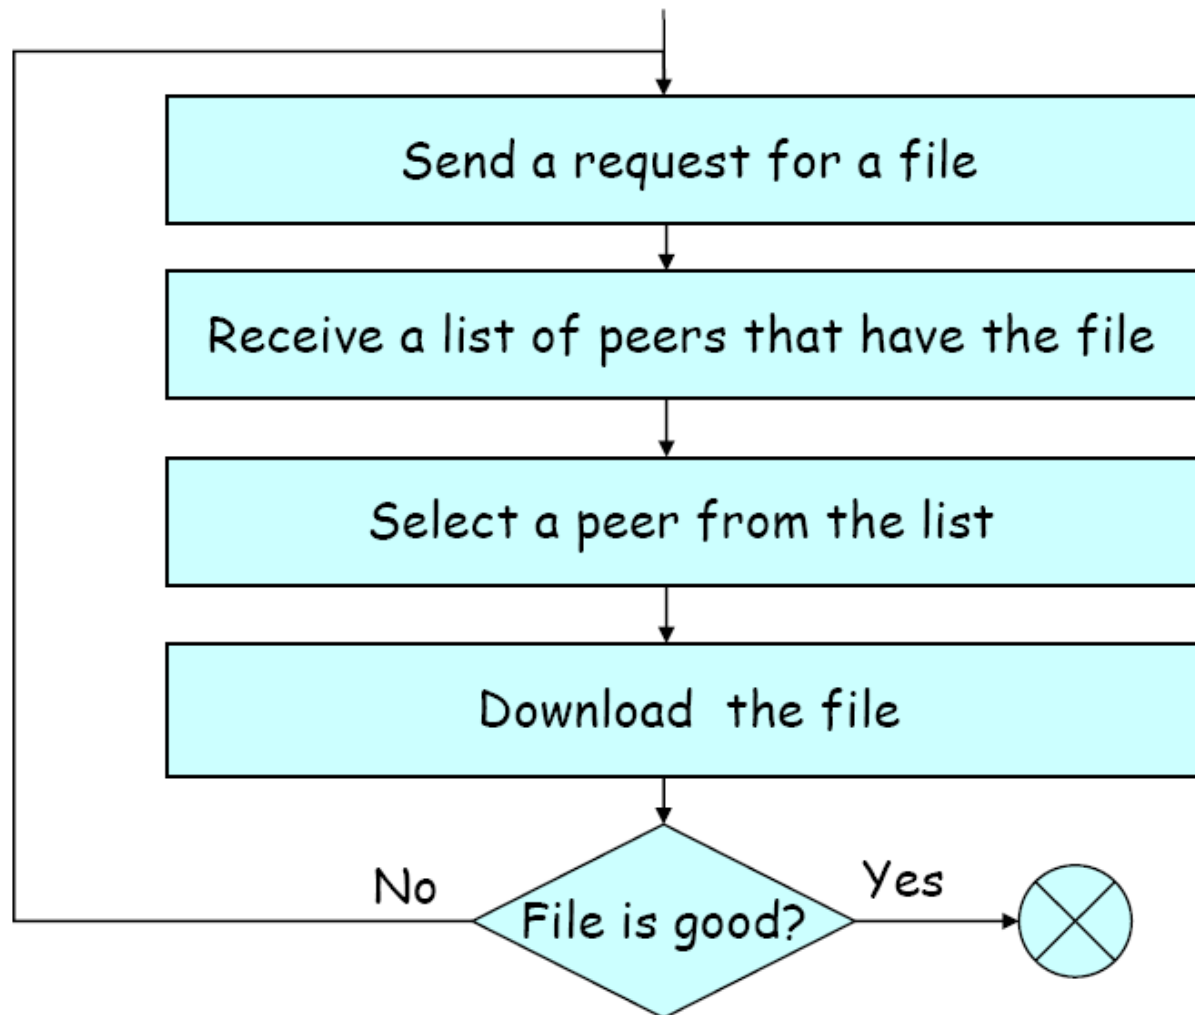 Send a request for a file
Receive a list of peers that have the file
Select a peer from the list
Download the file
No
Yes
File is good?